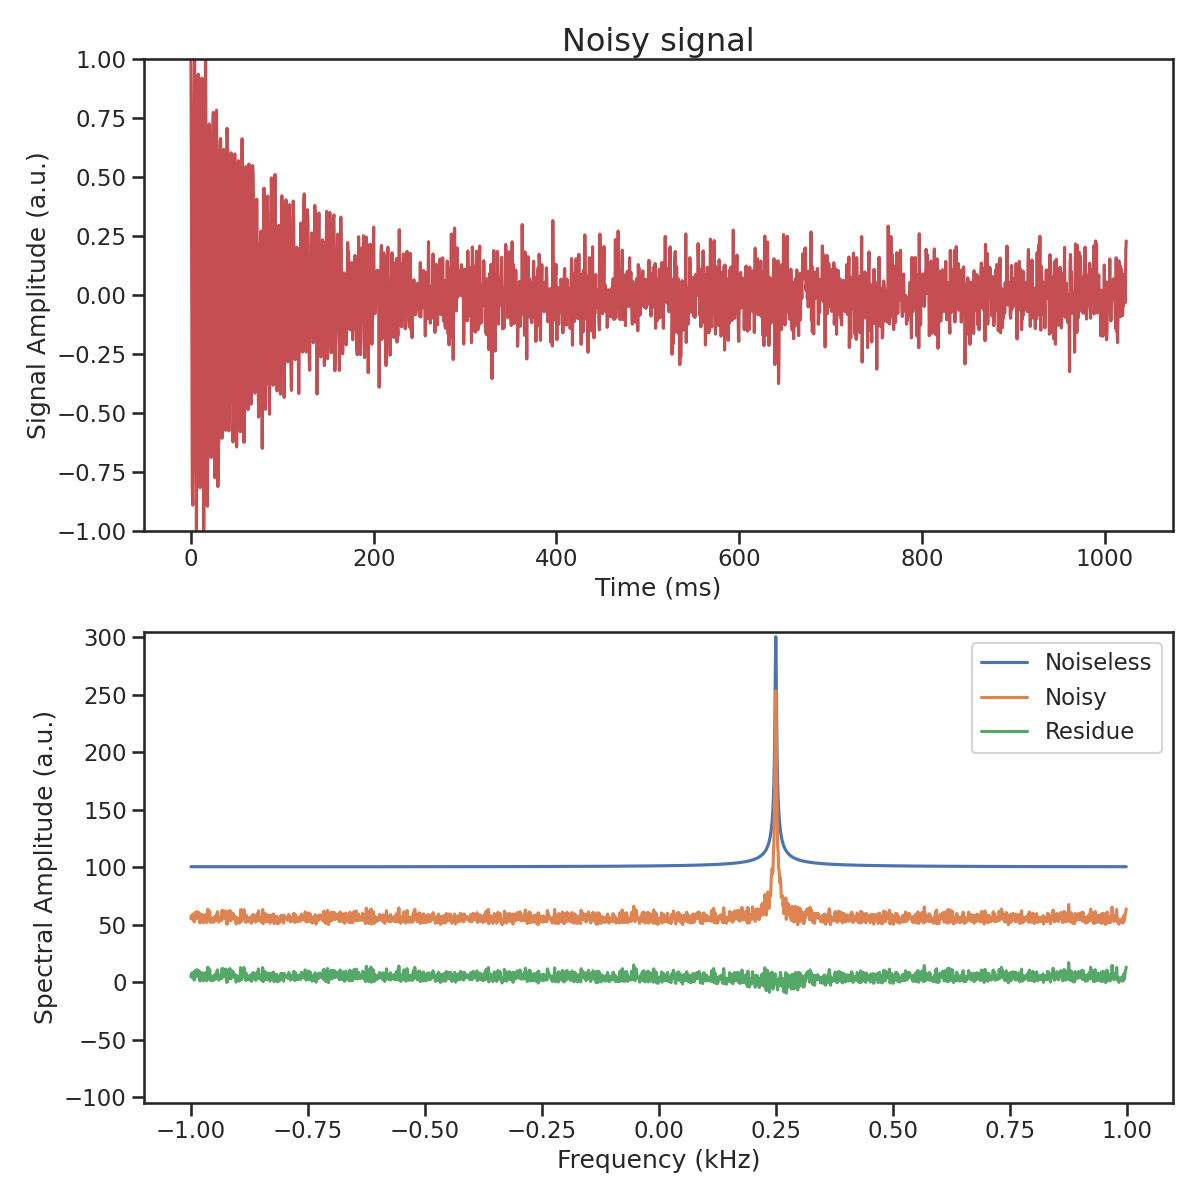 Noisy signal
1.00
0.75
0.50
0.25
0.00
−0.25
−0.50
−0.75
−1.00
Signal Amplitude (a.u.)
0 200 400 600 800 1000
Time (ms)
300
250
200
150
100
50
0
−50
−100
Spectral Amplitude (a.u.)
Noiseless
Noisy
Residue
−1.00 −0.75 −0.50 −0.25 0.00 0.25 0.50 0.75 1.00
Frequency (kHz)